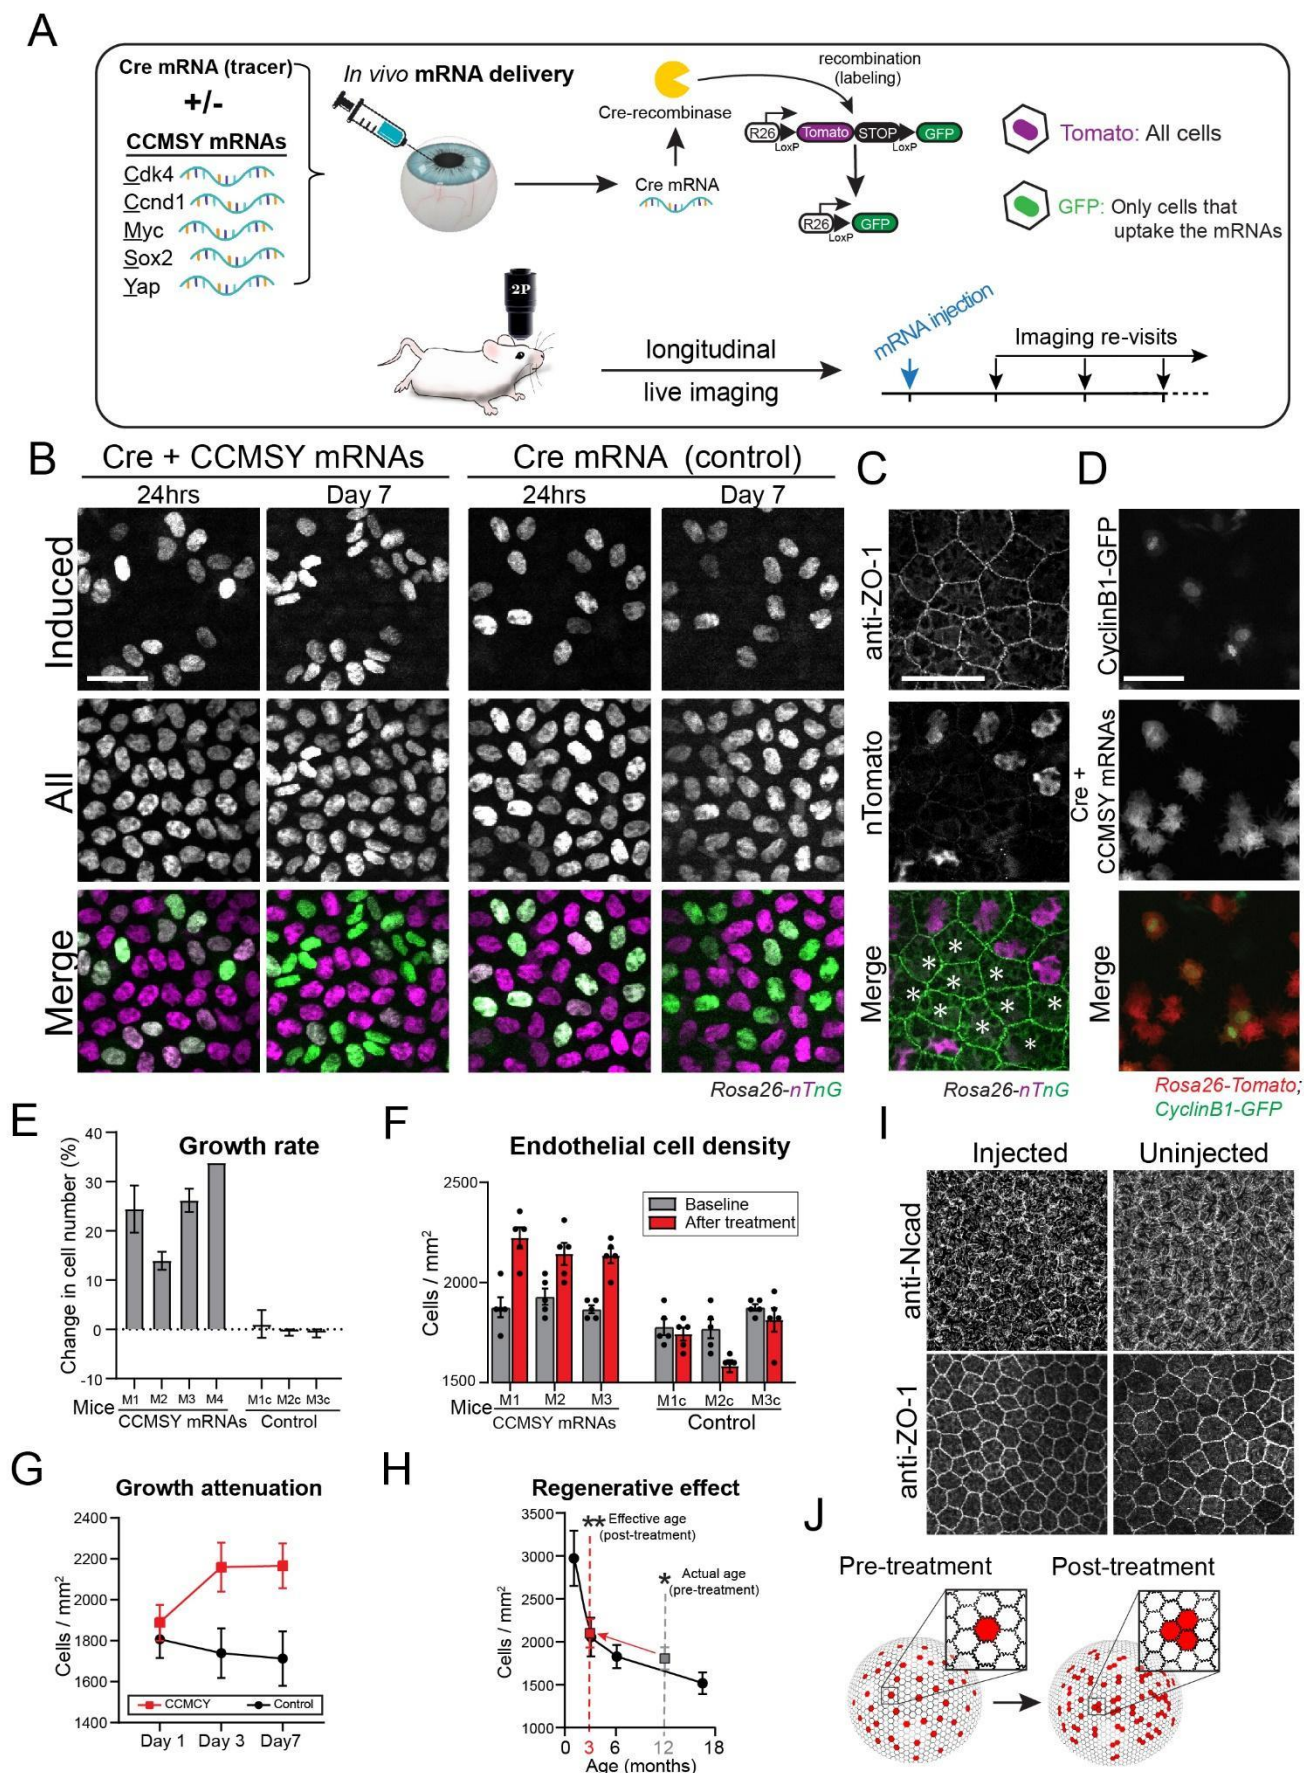 A
Cre mRNA (tracer)
+/-
CCMSY mRNAs
Cdk4
Ccnd1
Myc
Sox2
Yap
In vivo mRNA delivery
Cre-recombinase
Cre mRNA
recombination
(labeling)
R26 Tomato STOP GFP
LoxP LoxP
R26 GFP
LoxP
Tomato: All cells
GFP: Only cells that
uptake the mRNAs
2P
longitudinal
live imaging
mRNA injection
Imaging re-visits
B
Cre + CCMSY mRNAs
Cre mRNA (control)
24hrs Day 7 24hrs Day 7
Induced
All
Merge
Rosa26-nTnG
C
anti-ZO-1
nTomato
Merge
* * * * * * * * * *
Rosa26-nTnG
D
CyclinB1-GFP
Cre +
CCMSY mRNAs
Merge
Rosa26-Tomato;
CyclinB1-GFP
E
Growth rate
Change in cell number (%)
40
30
20
10
0
-10
M1 M2 M3 M4 M1c M2c M3c
Mice
CCMSY mRNAs Control
F
Endothelial cell density
Cells / mm²
2500
2000
1500
Baseline
After treatment
M1 M2 M3 M1c M2c M3c
Mice
CCMSY mRNAs Control
G
Growth attenuation
Cells / mm²
2400
2200
2000
1800
1600
1400
CCMCY Control
Day 1 Day 3 Day7
H
Regenerative effect
Cells / mm²
3500
3000
2500
2000
1500
1000
** Effective age
(post-treatment)
* Actual age
(pre-treatment)
0 3 6 12 18
Age (months)
I
Injected Uninjected
anti-Ncad
anti-ZO-1
J
Pre-treatment Post-treatment